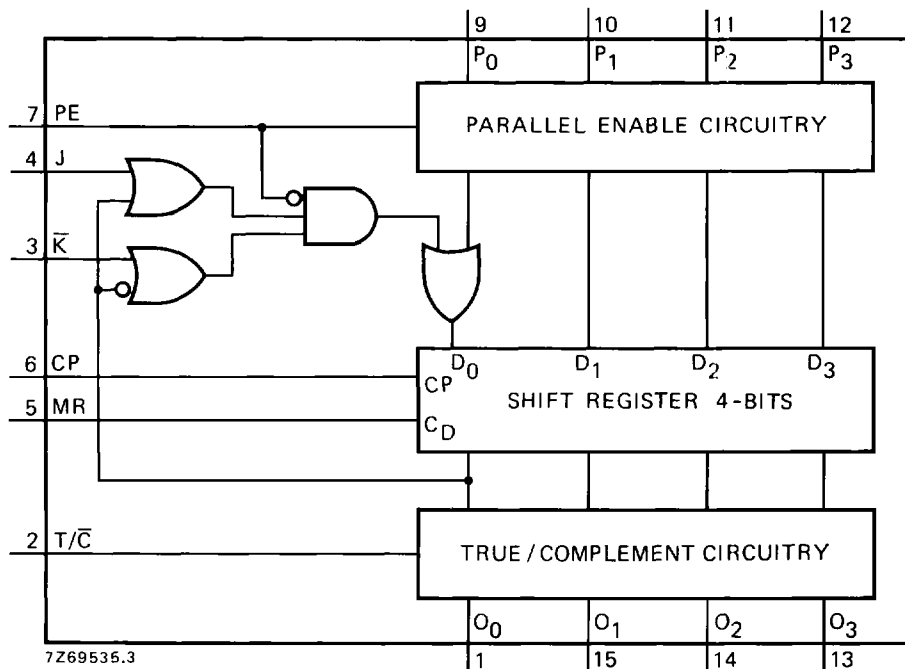 9 10 11 12
P0 P1 P2 P3
7 PE
PARALLEL ENABLE CIRCUITRY
4 J
3 K̅
D0 D1 D2 D3
6 CP
CP
SHIFT REGISTER 4-BITS
5 MR
CD
2 T/C̅
TRUE/COMPLEMENT CIRCUITRY
O0 O1 O2 O3
7Z69535.3
1 15 14 13